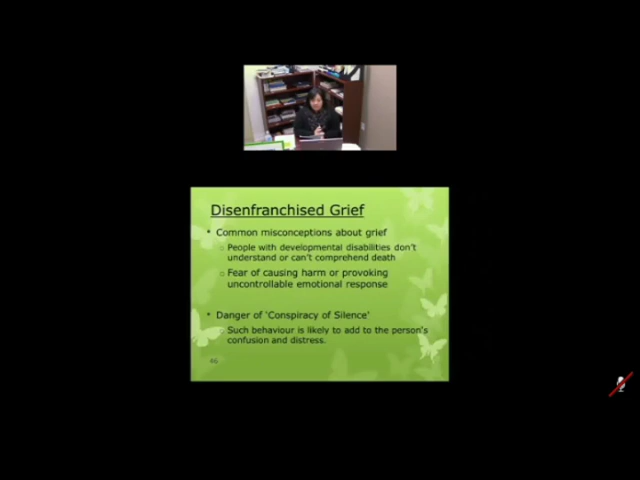 Disenfranchised Grief
• Common misconceptions about grief
○ People with developmental disabilities don't
understand or can't comprehend death
○ Fear of causing harm or provoking
uncontrollable emotional response
• Danger of 'Conspiracy of Silence'
○ Such behaviour is likely to add to the person's
confusion and distress.
46